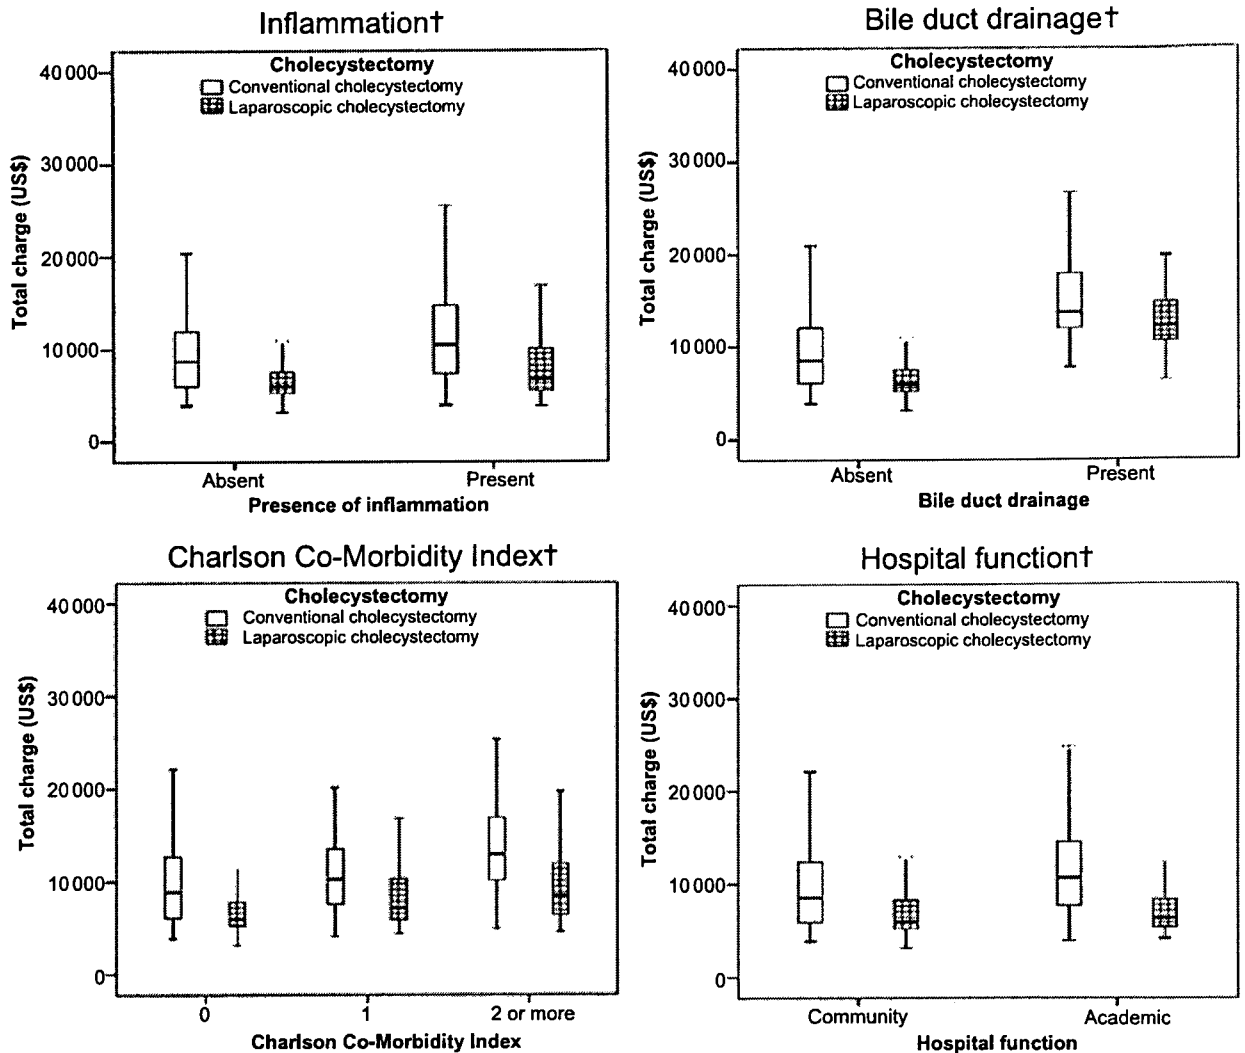 Inflammation†
Cholecystectomy
Conventional cholecystectomy
Laparoscopic cholecystectomy
Total charge (US$)
40 000
30 000
20 000
10 000
0
Absent Present
Presence of inflammation
Bile duct drainage†
Cholecystectomy
Conventional cholecystectomy
Laparoscopic cholecystectomy
Total charge (US$)
40 000
30 000
20 000
10 000
0
Absent Present
Bile duct drainage
Charlson Co-Morbidity Index†
Cholecystectomy
Conventional cholecystectomy
Laparoscopic cholecystectomy
Total charge (US$)
40 000
30 000
20 000
10 000
0
0 1 2 or more
Charlson Co-Morbidity Index
Hospital function†
Cholecystectomy
Conventional cholecystectomy
Laparoscopic cholecystectomy
Total charge (US$)
40 000
30 000
20 000
10 000
0
Community Academic
Hospital function